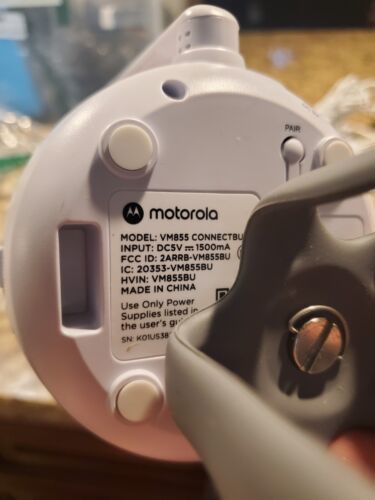 PAIR
motorola
MODEL: VM855 CONNECTBU
INPUT: DC5V ⎓ 1500mA
FCC ID: 2ARRB-VM855BU
IC: 20353-VM855BU
HVIN: VM855BU
MADE IN CHINA
Use Only Power
Supplies listed in
the user's
SN: